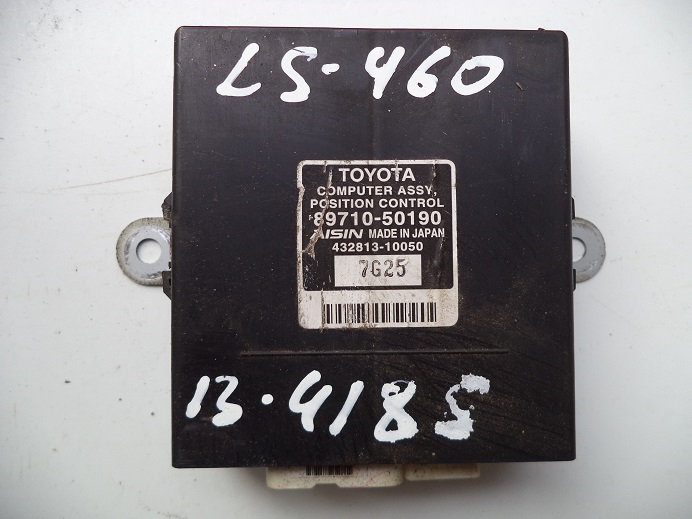 LS-460
TOYOTA
COMPUTER ASSY,
POSITION CONTROL
89710-50190
AISIN MADE IN JAPAN
432813-10050
7G25
13-4185